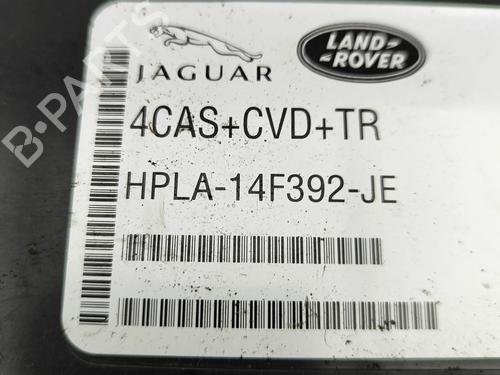 JAGUAR
LAND-
ROVER
4CAS+CVD+TR
HPLA-14F392-JE
B-PARTS